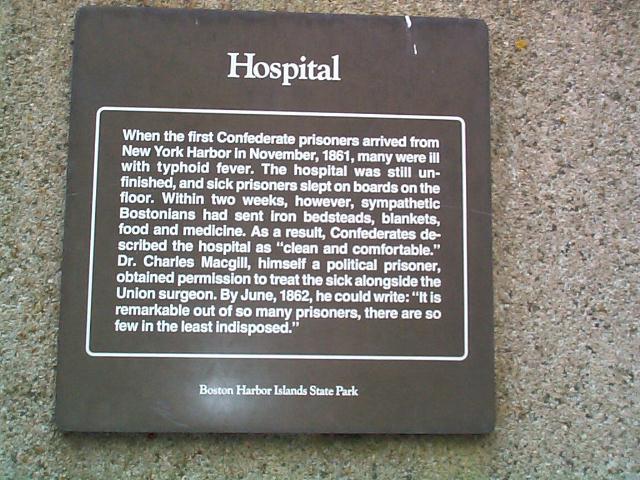 Hospital
When the first Confederate prisoners arrived from
New York Harbor in November, 1861, many were ill
with typhoid fever. The hospital was still un-
finished, and sick prisoners slept on boards on the
floor. Within two weeks, however, sympathetic
Bostonians had sent iron bedsteads, blankets,
food and medicine. As a result, Confederates de-
scribed the hospital as "clean and comfortable."
Dr. Charles Macgill, himself a political prisoner,
obtained permission to treat the sick alongside the
Union surgeon. By June, 1862, he could write: "It is
remarkable out of so many prisoners, there are so
few in the least indisposed."
Boston Harbor Islands State Park